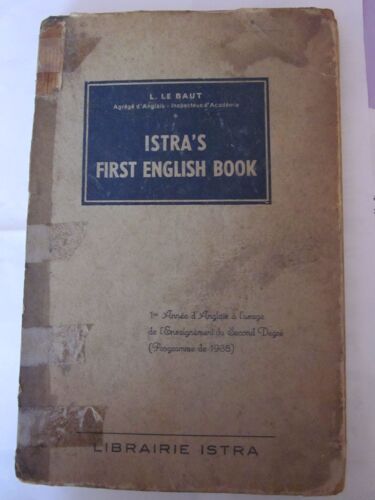 L. LE BAUT
Agrégé d'Anglais - Inspecteur d'Académie
ISTRA'S
FIRST ENGLISH BOOK
1re Année d'Anglais à l'usage
de l'Enseignement du Second Degré
(Programme de 1938)
LIBRAIRIE ISTRA